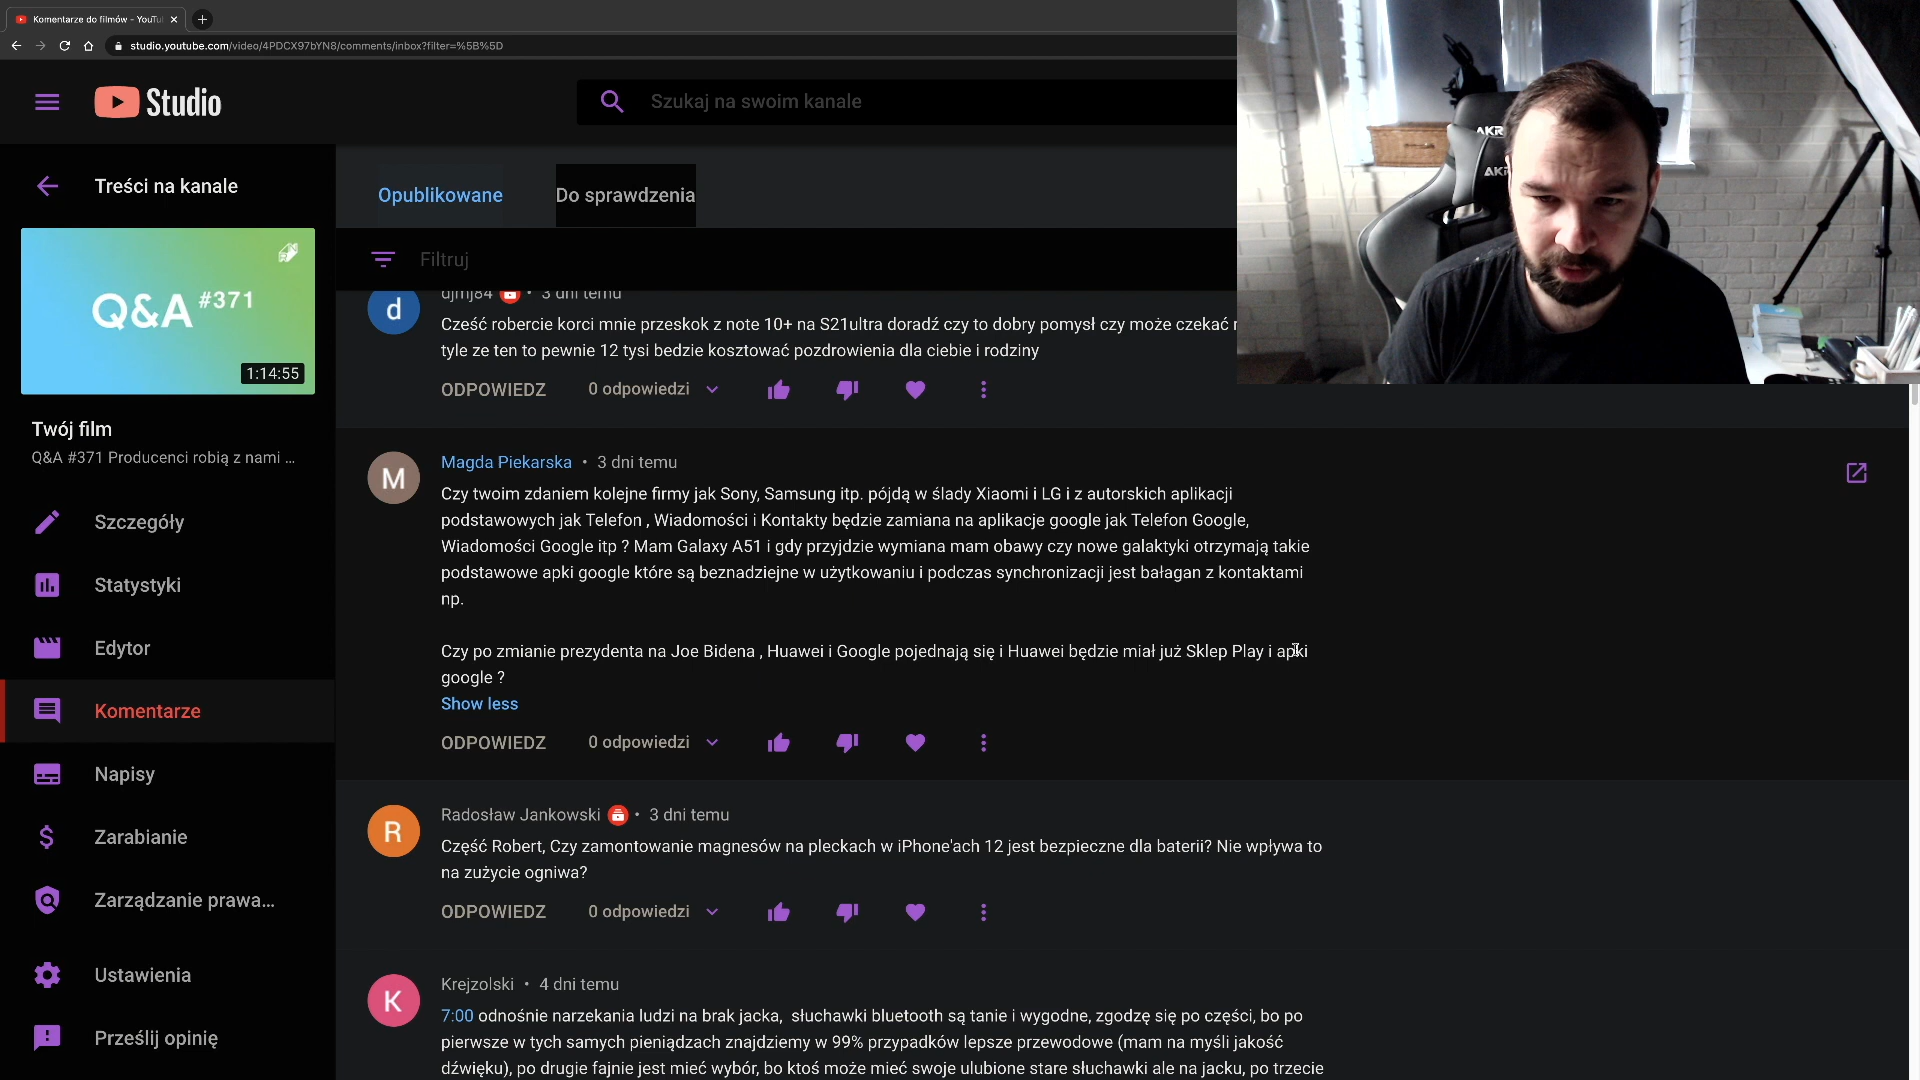 Komentarze do filmów - YouTu
studio.youtube.com/video/4PDCX97bYN8/comments/inbox?filter=%5B%5D
Studio
Szukaj na swoim kanale
Treści na kanale
Q&A #371
1:14:55
Twój film
Q&A #371 Producenci robią z nami ...
Szczegóły
Statystyki
Edytor
Komentarze
Napisy
Zarabianie
Zarządzanie prawa...
Ustawienia
Prześlij opinię
Opublikowane
Do sprawdzenia
Filtruj
d
djmj84 • 3 dni temu
Cześć robercie korci mnie przeskok z note 10+ na S21ultra doradź czy to dobry pomysł czy może czekać
tyle ze ten to pewnie 12 tysi bedzie kosztować pozdrowienia dla ciebie i rodziny
ODPOWIEDZ 0 odpowiedzi
M
Magda Piekarska • 3 dni temu
Czy twoim zdaniem kolejne firmy jak Sony, Samsung itp. pójdą w ślady Xiaomi i LG i z autorskich aplikacji
podstawowych jak Telefon , Wiadomości i Kontakty będzie zamiana na aplikacje google jak Telefon Google,
Wiadomości Google itp ? Mam Galaxy A51 i gdy przyjdzie wymiana mam obawy czy nowe galaktyki otrzymają takie
podstawowe apki google które są beznadziejne w użytkowaniu i podczas synchronizacji jest bałagan z kontaktami
np.
Czy po zmianie prezydenta na Joe Bidena , Huawei i Google pojednają się i Huawei będzie miał już Sklep Play i apki
google ?
Show less
ODPOWIEDZ 0 odpowiedzi
R
Radosław Jankowski • 3 dni temu
Część Robert, Czy zamontowanie magnesów na pleckach w iPhone'ach 12 jest bezpieczne dla baterii? Nie wpływa to
na zużycie ogniwa?
ODPOWIEDZ 0 odpowiedzi
K
Krejzolski • 4 dni temu
7:00 odnośnie narzekania ludzi na brak jacka, słuchawki bluetooth są tanie i wygodne, zgodzę się po części, bo po
pierwsze w tych samych pieniądzach znajdziemy w 99% przypadków lepsze przewodowe (mam na myśli jakość
dźwięku), po drugie fajnie jest mieć wybór, bo ktoś może mieć swoje ulubione stare słuchawki ale na jacku, po trzecie